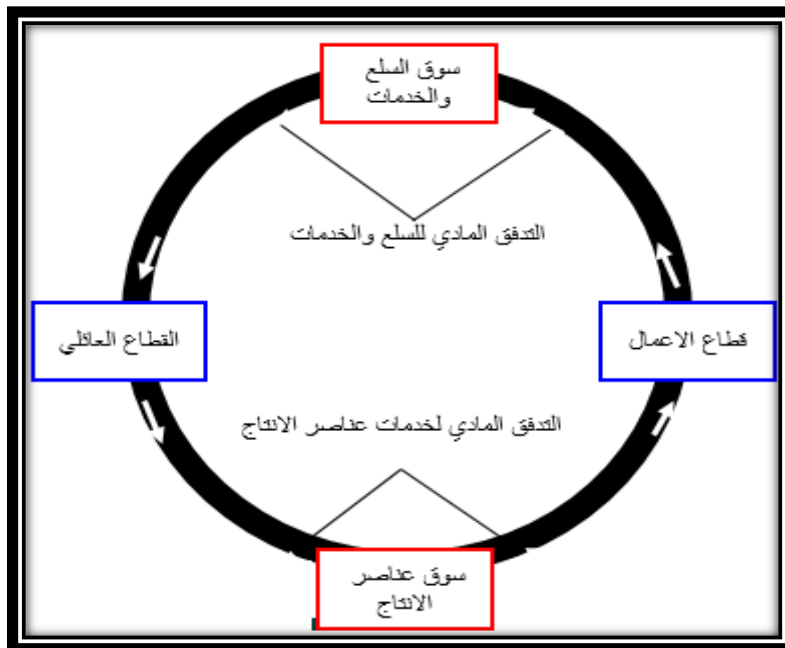 سوق السلع
والخدمات
التدفق المادي للسلع والخدمات
قطاع الاعمال
القطاع العائلي
التدفق المادي لخدمات عناصر الانتاج
سوق عناصر
الانتاج